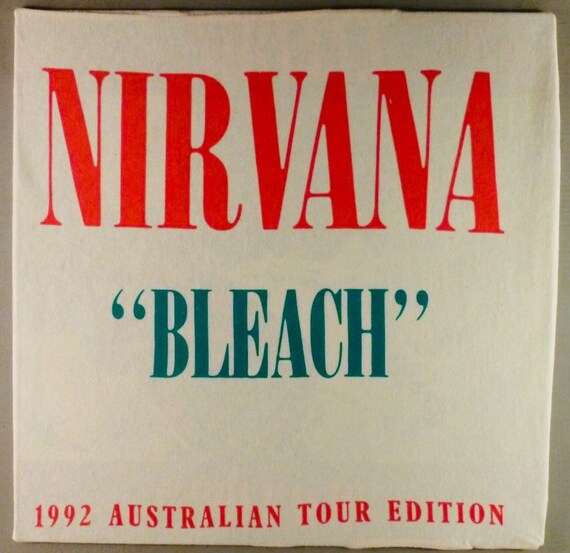 NIRVANA
“BLEACH”
1992 AUSTRALIAN TOUR EDITION